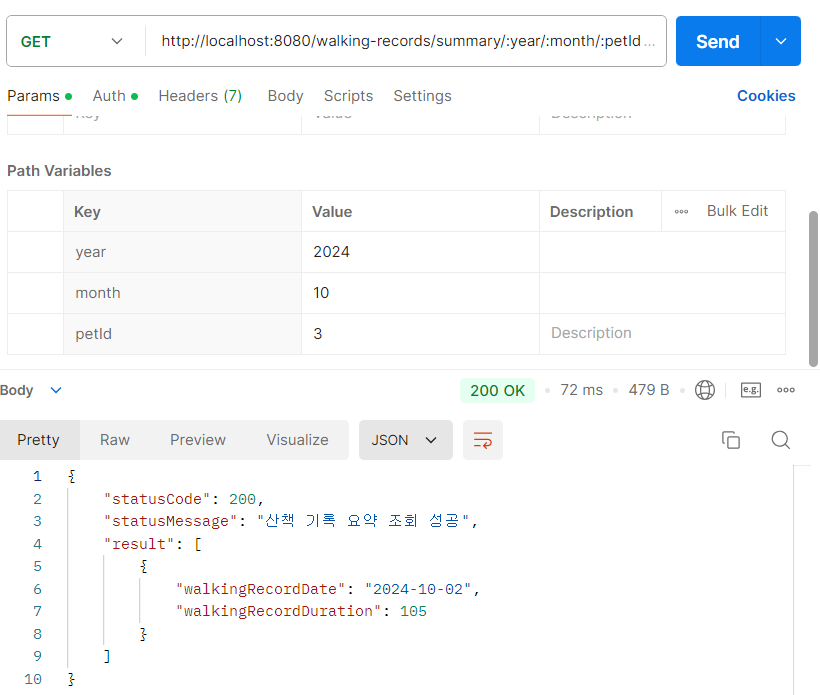 GET http://localhost:8080/walking-records/summary/:year/:month/:petId ... Send
Params Auth Headers (7) Body Scripts Settings Cookies
Key Value Description
Path Variables
Key Value Description Bulk Edit
year 2024
month 10
petId 3 Description
Body 200 OK 72 ms 479 B e.g.
Pretty Raw Preview Visualize JSON
1 {
2 "statusCode": 200,
3 "statusMessage": "산책 기록 요약 조회 성공",
4 "result": [
5 {
6 "walkingRecordDate": "2024-10-02",
7 "walkingRecordDuration": 105
8 }
9 ]
10 }